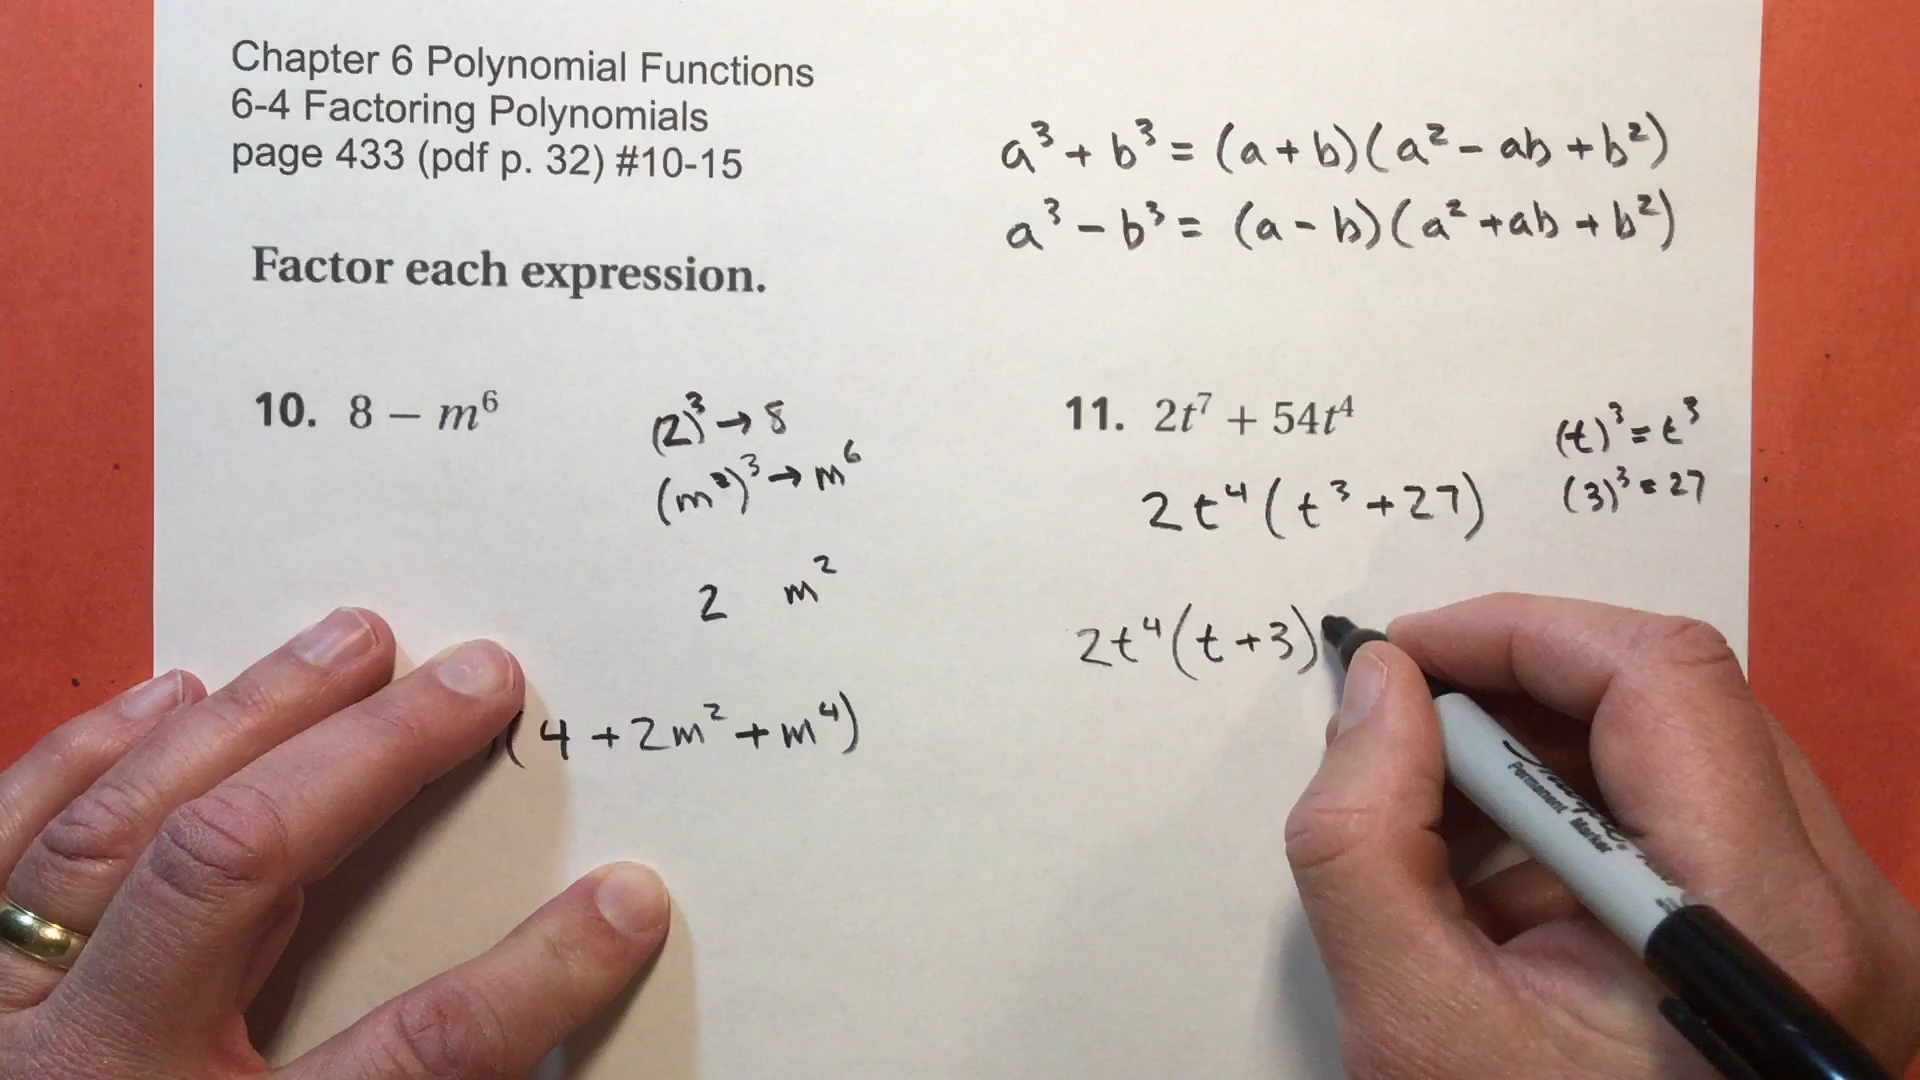 Chapter 6 Polynomial Functions
6-4 Factoring Polynomials
page 433 (pdf p. 32) #10-15
a³ + b³ = (a + b)(a² - ab + b²)
a³ - b³ = (a - b)(a² + ab + b²)
Factor each expression.
10. 8 − m⁶
(2)³ → 8
(m²)³ → m⁶
2 m²
(4 + 2m² + m⁴)
11. 2t⁷ + 54t⁴
(t)³ = t³
(3)³ = 27
2t⁴(t³ + 27)
2t⁴(t + 3)
Permanent Marker